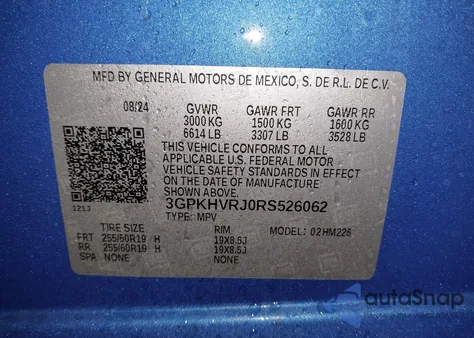 MFD BY GENERAL MOTORS DE MEXICO, S. DE R.L. DE C.V.
08/24 GVWR GAWR FRT GAWR RR
3000 KG 1500 KG 1600 KG
6614 LB 3307 LB 3528 LB
THIS VEHICLE CONFORMS TO ALL
APPLICABLE U.S. FEDERAL MOTOR
VEHICLE SAFETY STANDARDS IN EFFECT
ON THE DATE OF MANUFACTURE
SHOWN ABOVE.
1213 3GPKHVRJ0RS526062
TYPE: MPV MODEL: 02HM226
TIRE SIZE RIM
FRT 255/60R19 H 19X8.5J
RR 255/60R19 H 19X8.5J
SPA NONE NONE
autoSnap